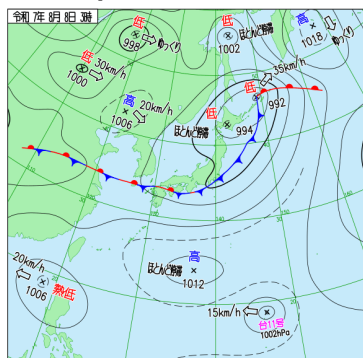 令和 7年 8月 8日 3時
低
998
ゆっくり
低
1002
ほとんど停滞
1018
高
低
30km/h
1000
高
20km/h
1006
35km/h
低
992
低
994
ほとんど停滞
高
ほとんど停滞
1012
20km/h
熱低
1006
15km/h
台11号
1002hPa